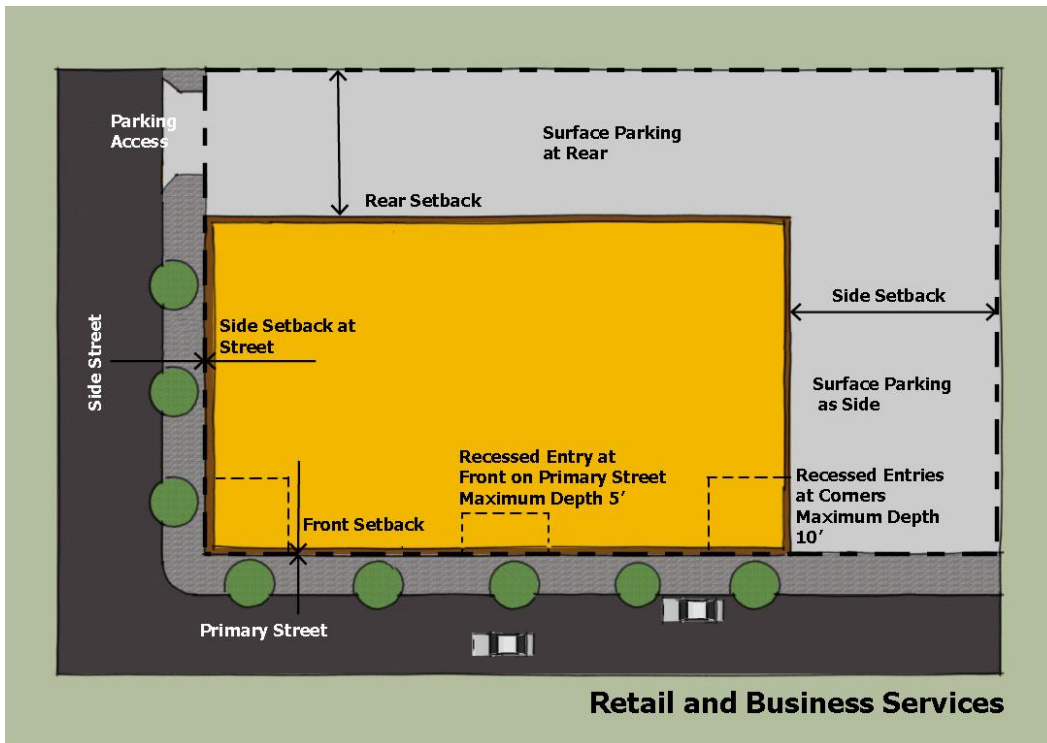 Parking
Access
Surface Parking
at Rear
Rear Setback
Side Setback
Side Setback at
Street
Side Street
Surface Parking
as Side
Recessed Entry at
Front on Primary Street
Maximum Depth 5’
Recessed Entries
at Corners
Maximum Depth
10’
Front Setback
Primary Street
Retail and Business Services